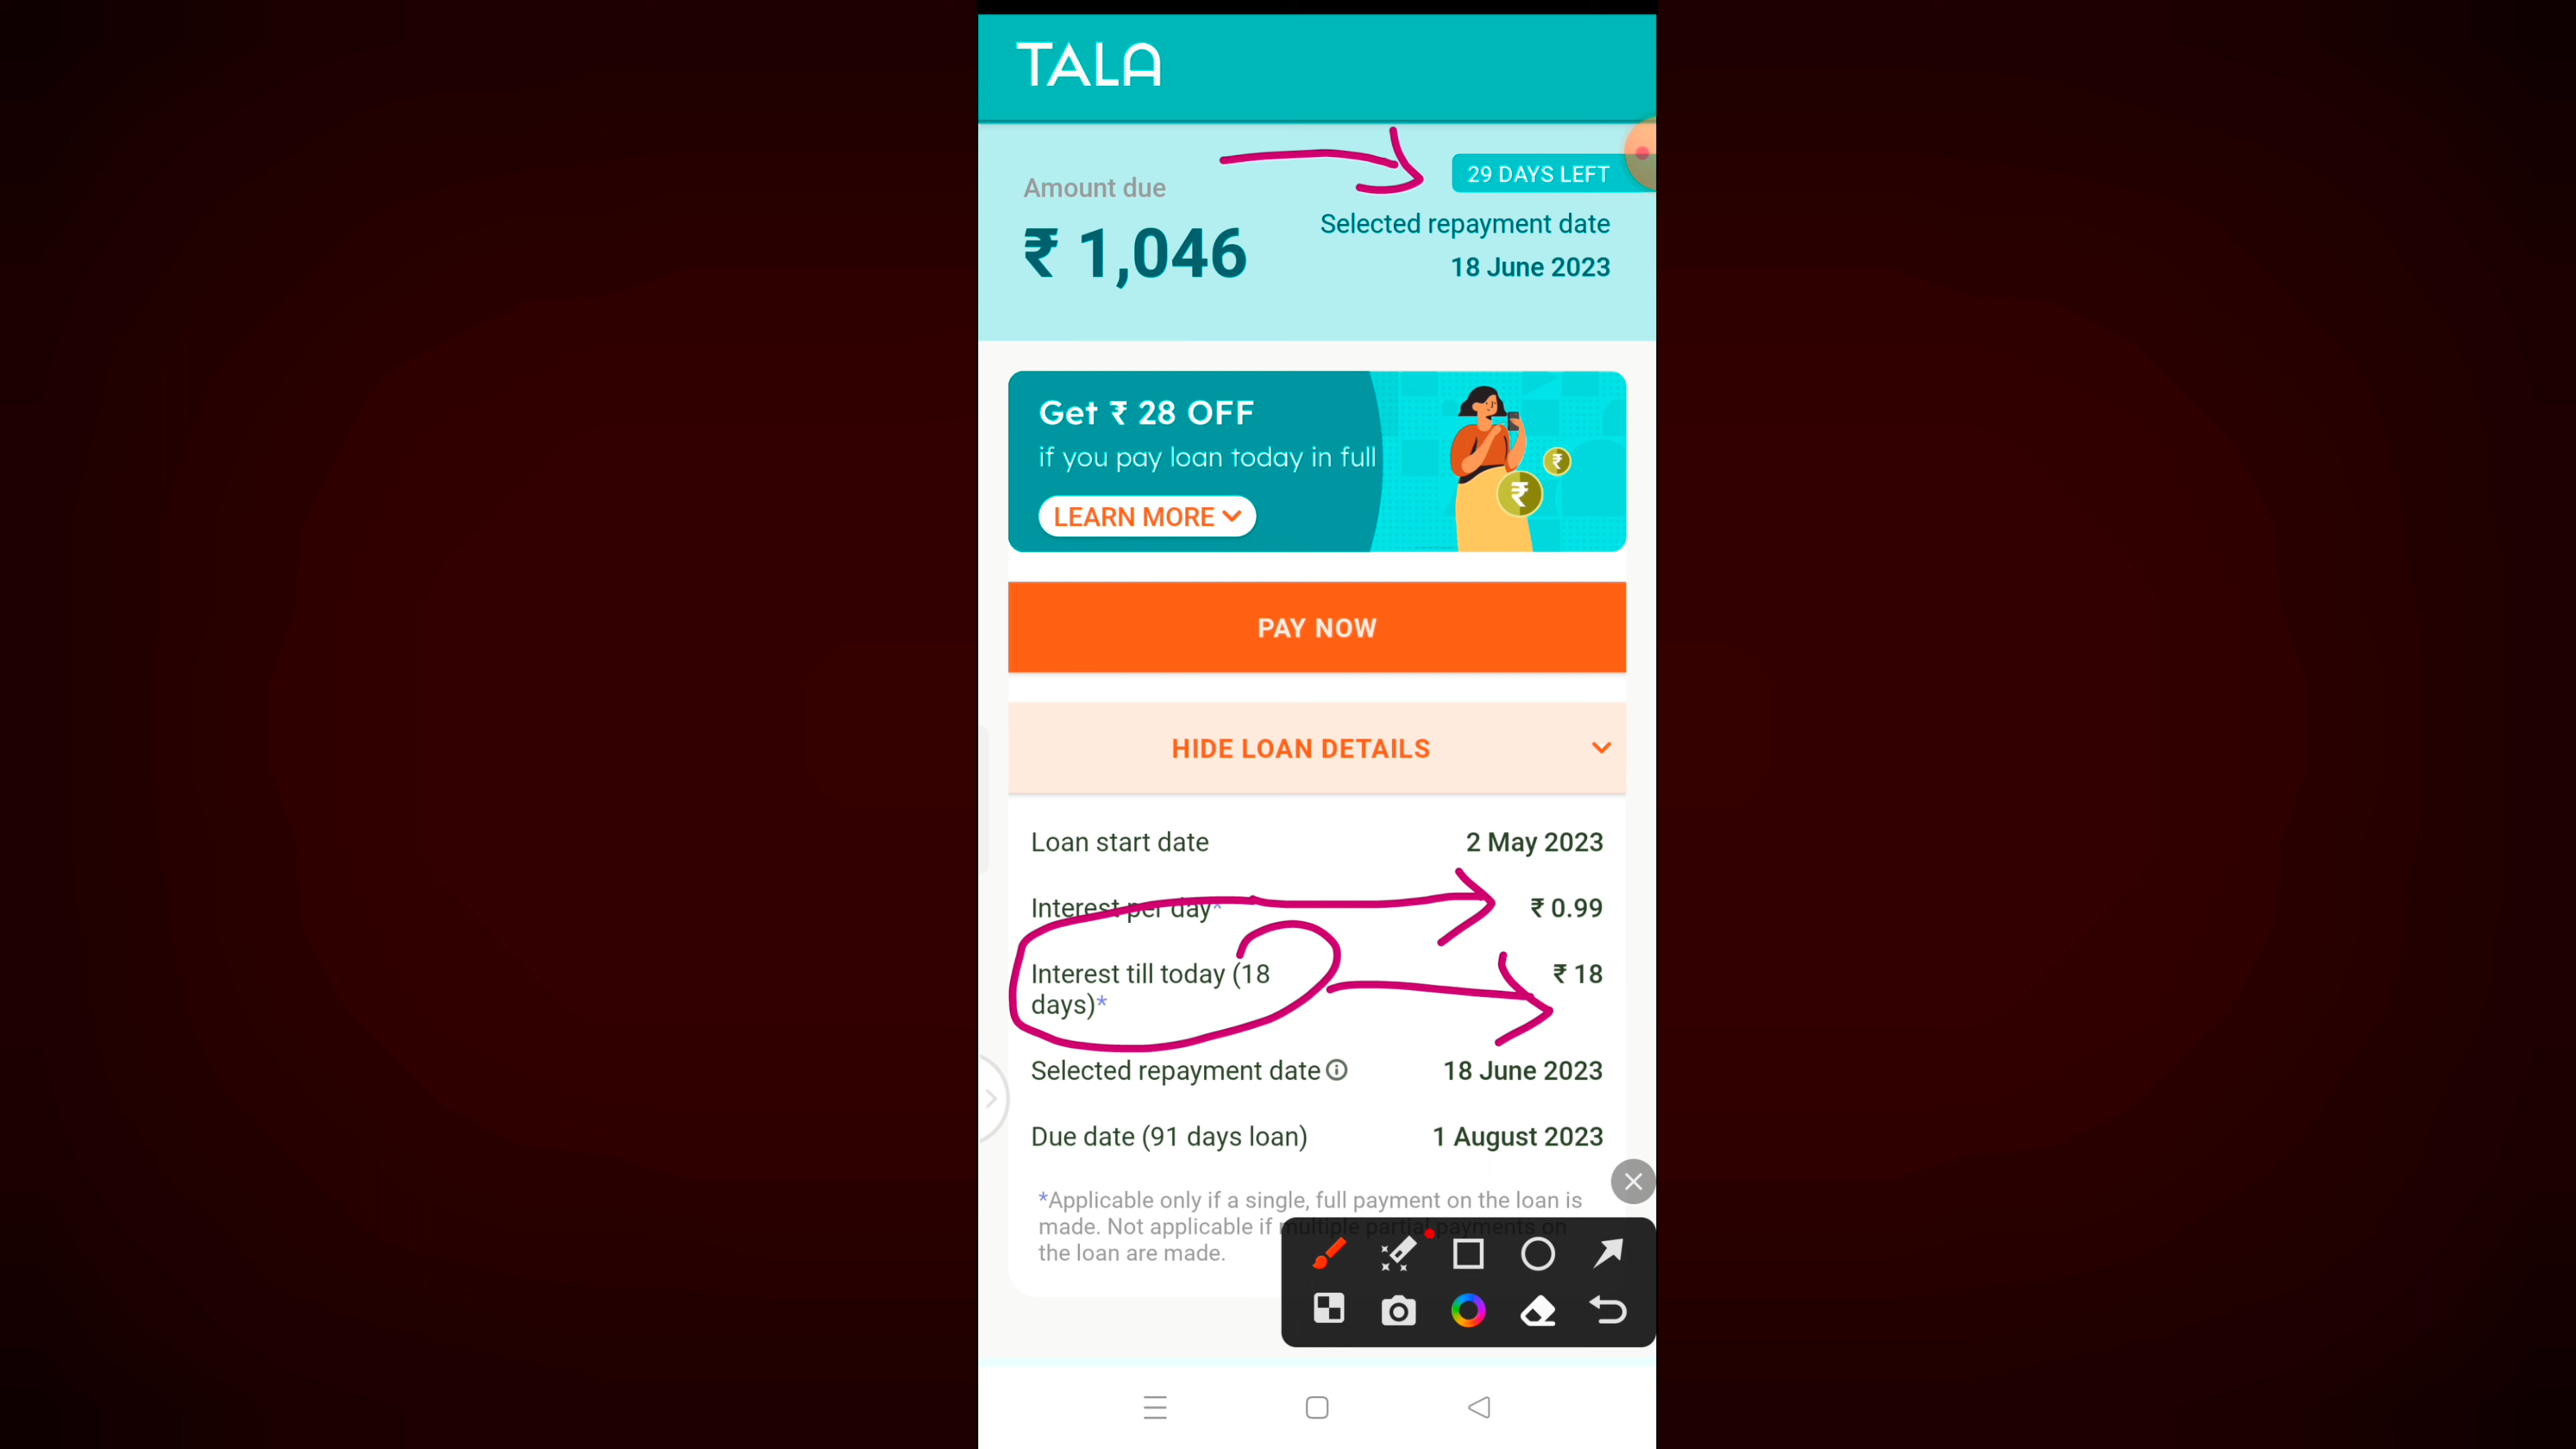 TALA
29 DAYS LEFT
Amount due
₹ 1,046
Selected repayment date
18 June 2023
Get ₹ 28 OFF
if you pay loan today in full
LEARN MORE
PAY NOW
HIDE LOAN DETAILS
Loan start date 2 May 2023
Interest per day* ₹ 0.99
Interest till today (18 ₹ 18
days)*
Selected repayment date 18 June 2023
Due date (91 days loan) 1 August 2023
*Applicable only if a single, full payment on the loan is
made. Not applicable if multiple partial payments on
the loan are made.